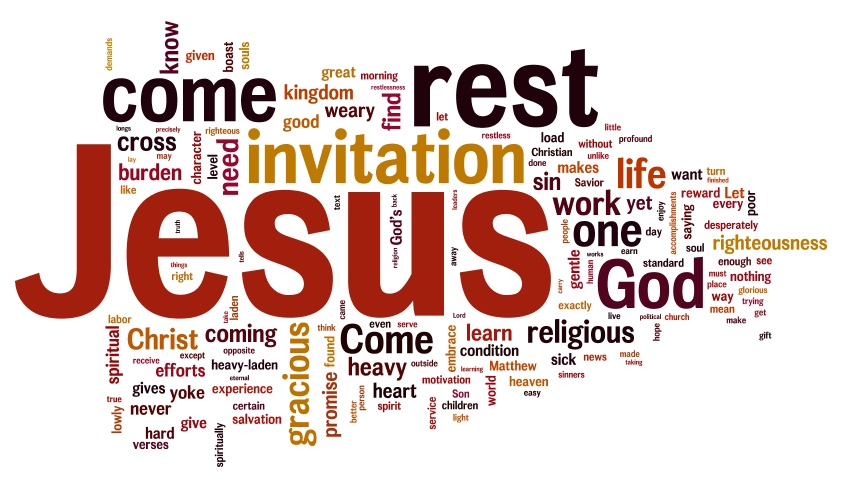 demands
know
given
boast
souls
come
great
morning
restlessness
kingdom
weary
find
good
let
rest
longs
precisely
righteous
cross
may
lay
burden
like
character
level
need
invitation
restless
done
load
Christian
little
profound
without
unlike
makes
Savior
sin
life
want
turn
finished
reward
Let
every
poor
work
yet
enjoy
accomplishments
saying
desperately
Jesus
truth
things
right
tells
text
religion
God's
back
leaders
away
people
one
day
earn
works
soul
righteousness
gentle
human
carry
God
standard
enough
see
must
place
nothing
way
glorious
trying
mean
get
make
gift
exactly
live
political
church
hope
labor
take
laden
came
Lord
spiritual
Christ
coming
receive
except
opposite
efforts
heavy-laden
eternal
gives
yoke
experience
true
lowly
never
certain
salvation
give
hard
verses
spiritually
gracious
think
found
promise
even
serve
Come
heavy
outside
better
person
heart
spirit
embrace
learn
condition
learning
Matthew
motivation
heaven
easy
service
Son
children
light
world
religious
sick
news
sinners
made
taking